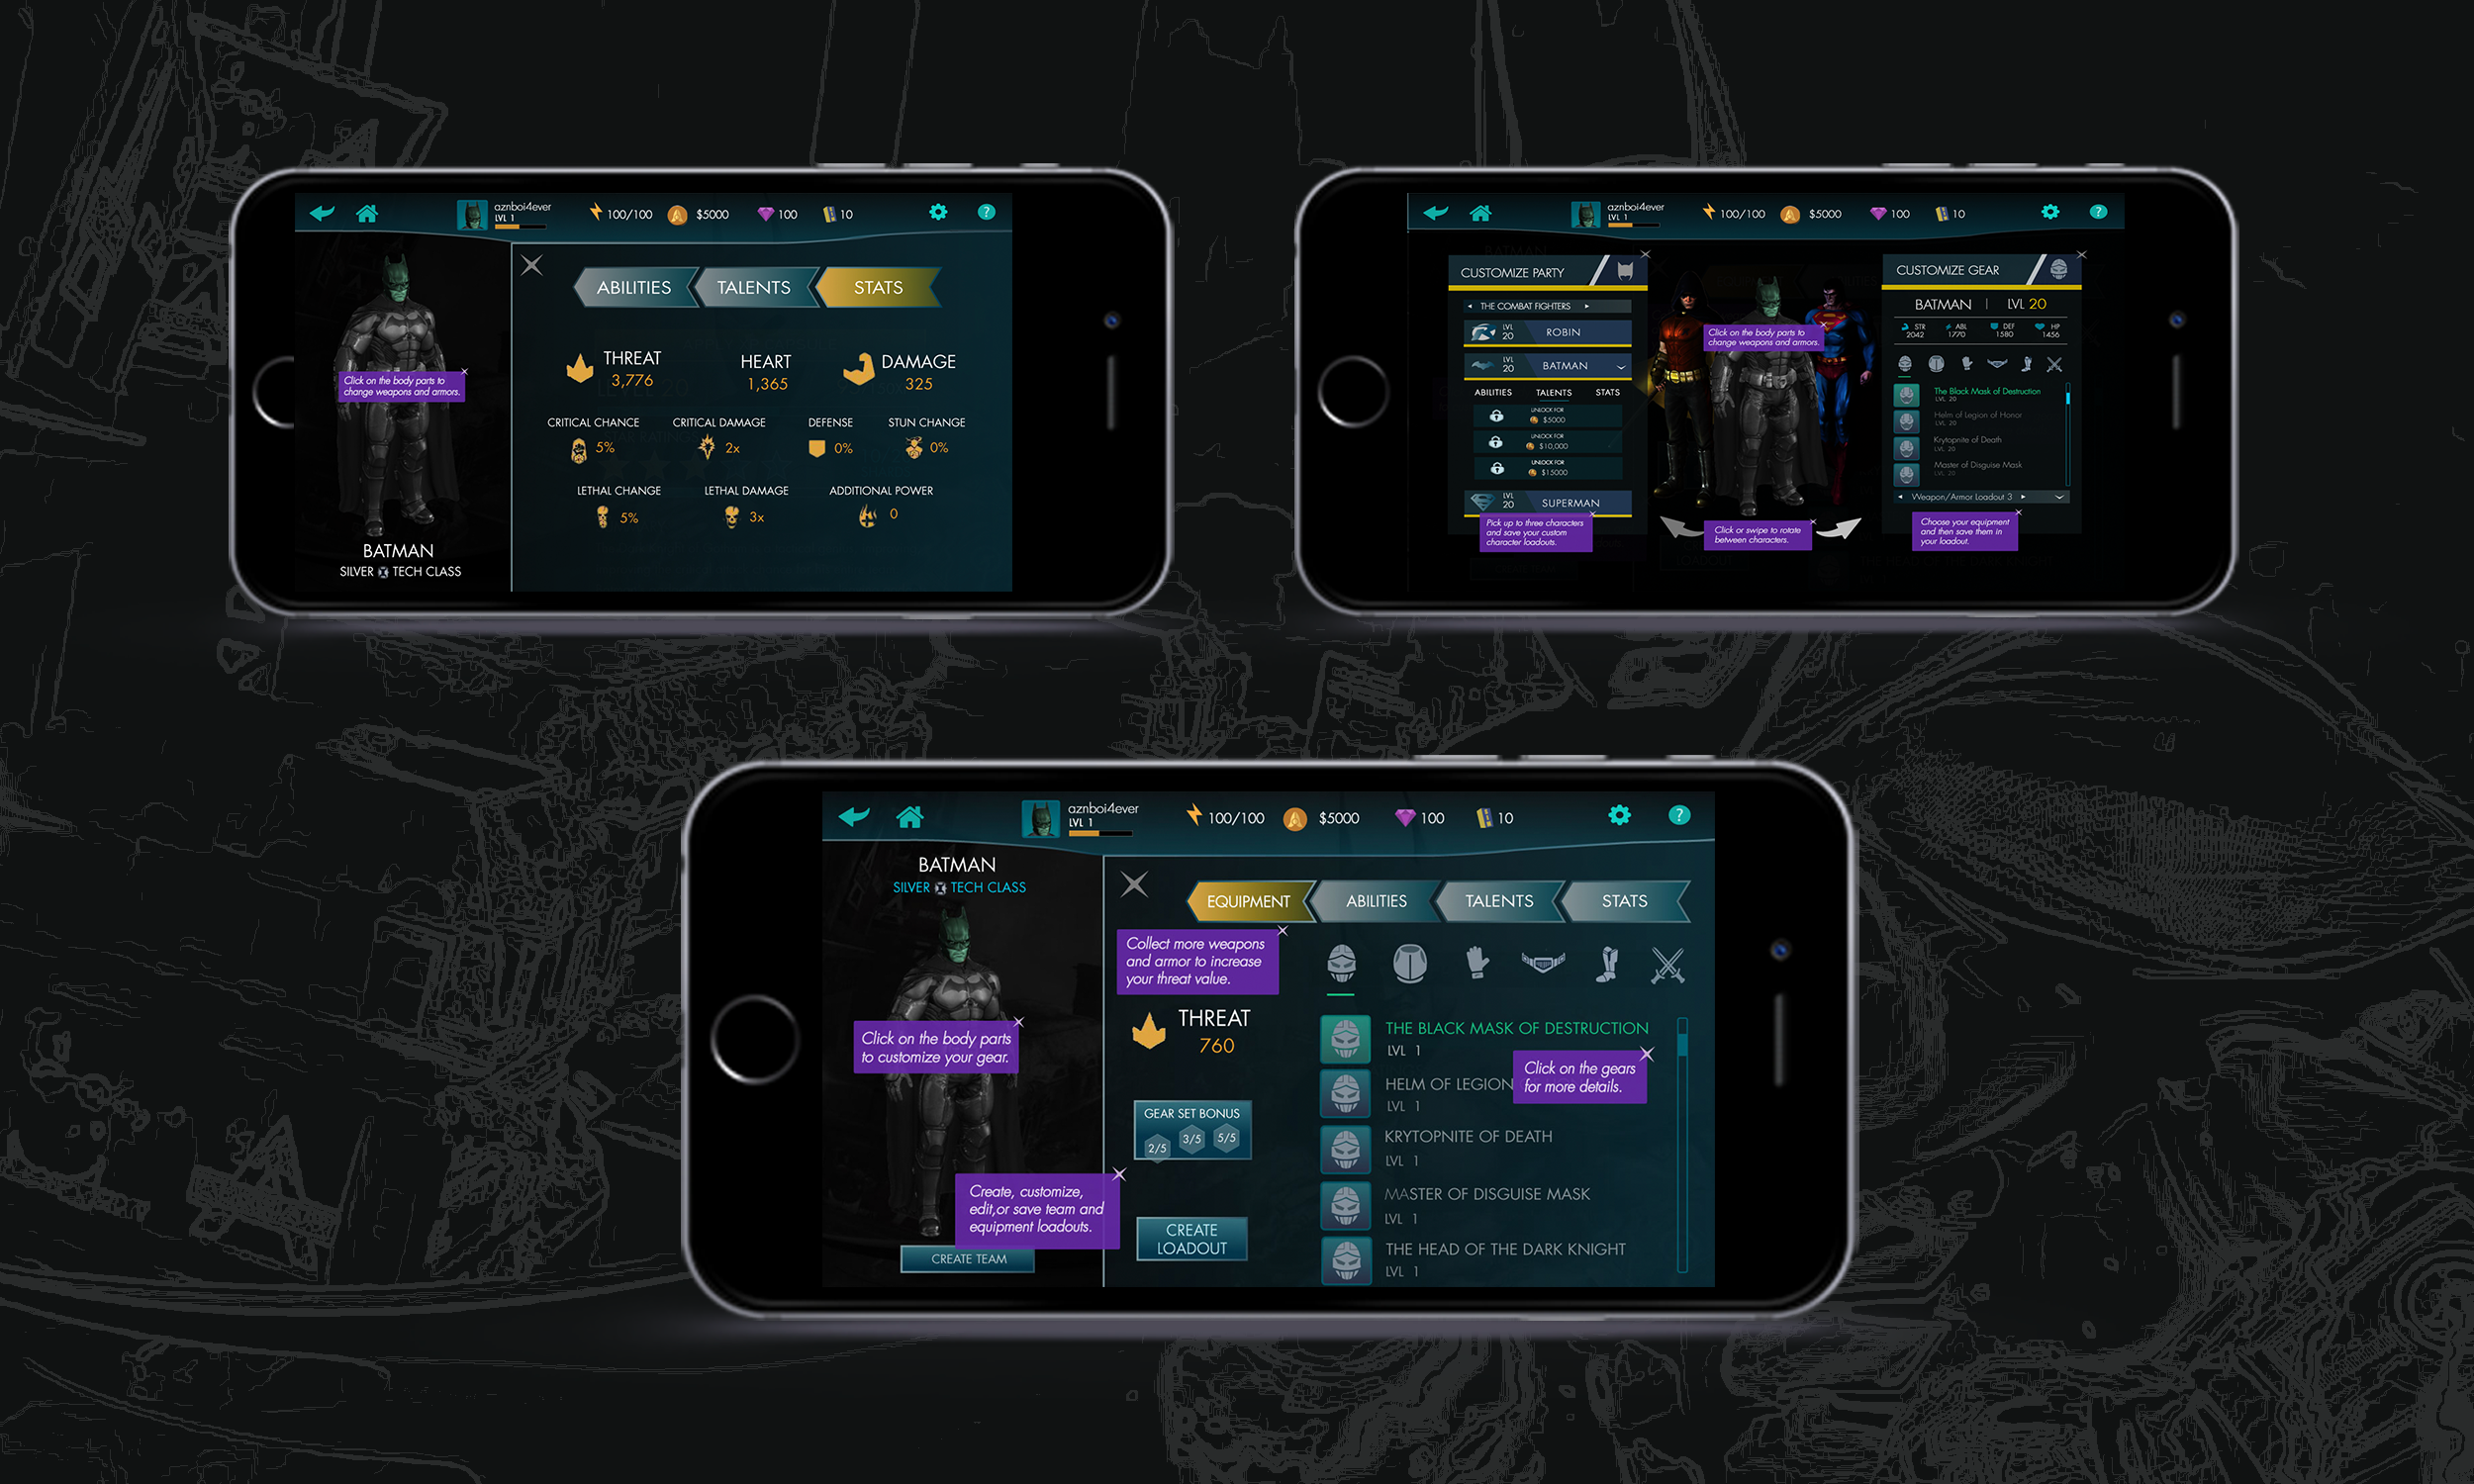 aznboi4ever
LVL 1
100/100
$5000
100
10
?
ABILITIES
TALENTS
STATS
THREAT
3,776
HEART
1,365
DAMAGE
325
CRITICAL CHANCE
5%
CRITICAL DAMAGE
2x
DEFENSE
0%
STUN CHANGE
0%
LETHAL CHANGE
5%
LETHAL DAMAGE
3x
ADDITIONAL POWER
0
Click on the body parts to
change weapons and armors.
BATMAN
SILVER TECH CLASS
aznboi4ever
LVL 1
100/100
$5000
100
10
?
CUSTOMIZE PARTY
THE COMBAT FIGHTERS
LVL
20
ROBIN
LVL
20
BATMAN
ABILITIES
TALENTS
STATS
UNLOCK FOR
$5000
UNLOCK FOR
$10,000
UNLOCK FOR
$15000
LVL
20
SUPERMAN
Pick up to three characters
and save your custom
character loadouts.
Click on the body parts to
change weapons and armors.
Click or swipe to rotate
between characters.
CUSTOMIZE GEAR
BATMAN | LVL 20
STR
2042
ABL
1770
DEF
1580
HP
1456
The Black Mask of Destruction
LVL 20
Helm of Legion of Honor
LVL 20
Krytopnite of Death
LVL 20
Master of Disguise Mask
LVL 20
Weapon/Armor Loadout 3
Choose your equipment
and then save them in
your loadout.
aznboi4ever
LVL 1
100/100
$5000
100
10
?
BATMAN
SILVER TECH CLASS
Click on the body parts
to customize your gear.
Create, customize,
edit,or save team and
equipment loadouts.
CREATE TEAM
EQUIPMENT
ABILITIES
TALENTS
STATS
Collect more weapons
and armor to increase
your threat value.
THREAT
760
GEAR SET BONUS
2/5
3/5
5/5
CREATE
LOADOUT
THE BLACK MASK OF DESTRUCTION
LVL 1
Click on the gears
for more details.
HELM OF LEGION
LVL 1
KRYTOPNITE OF DEATH
LVL 1
MASTER OF DISGUISE MASK
LVL 1
THE HEAD OF THE DARK KNIGHT
LVL 1